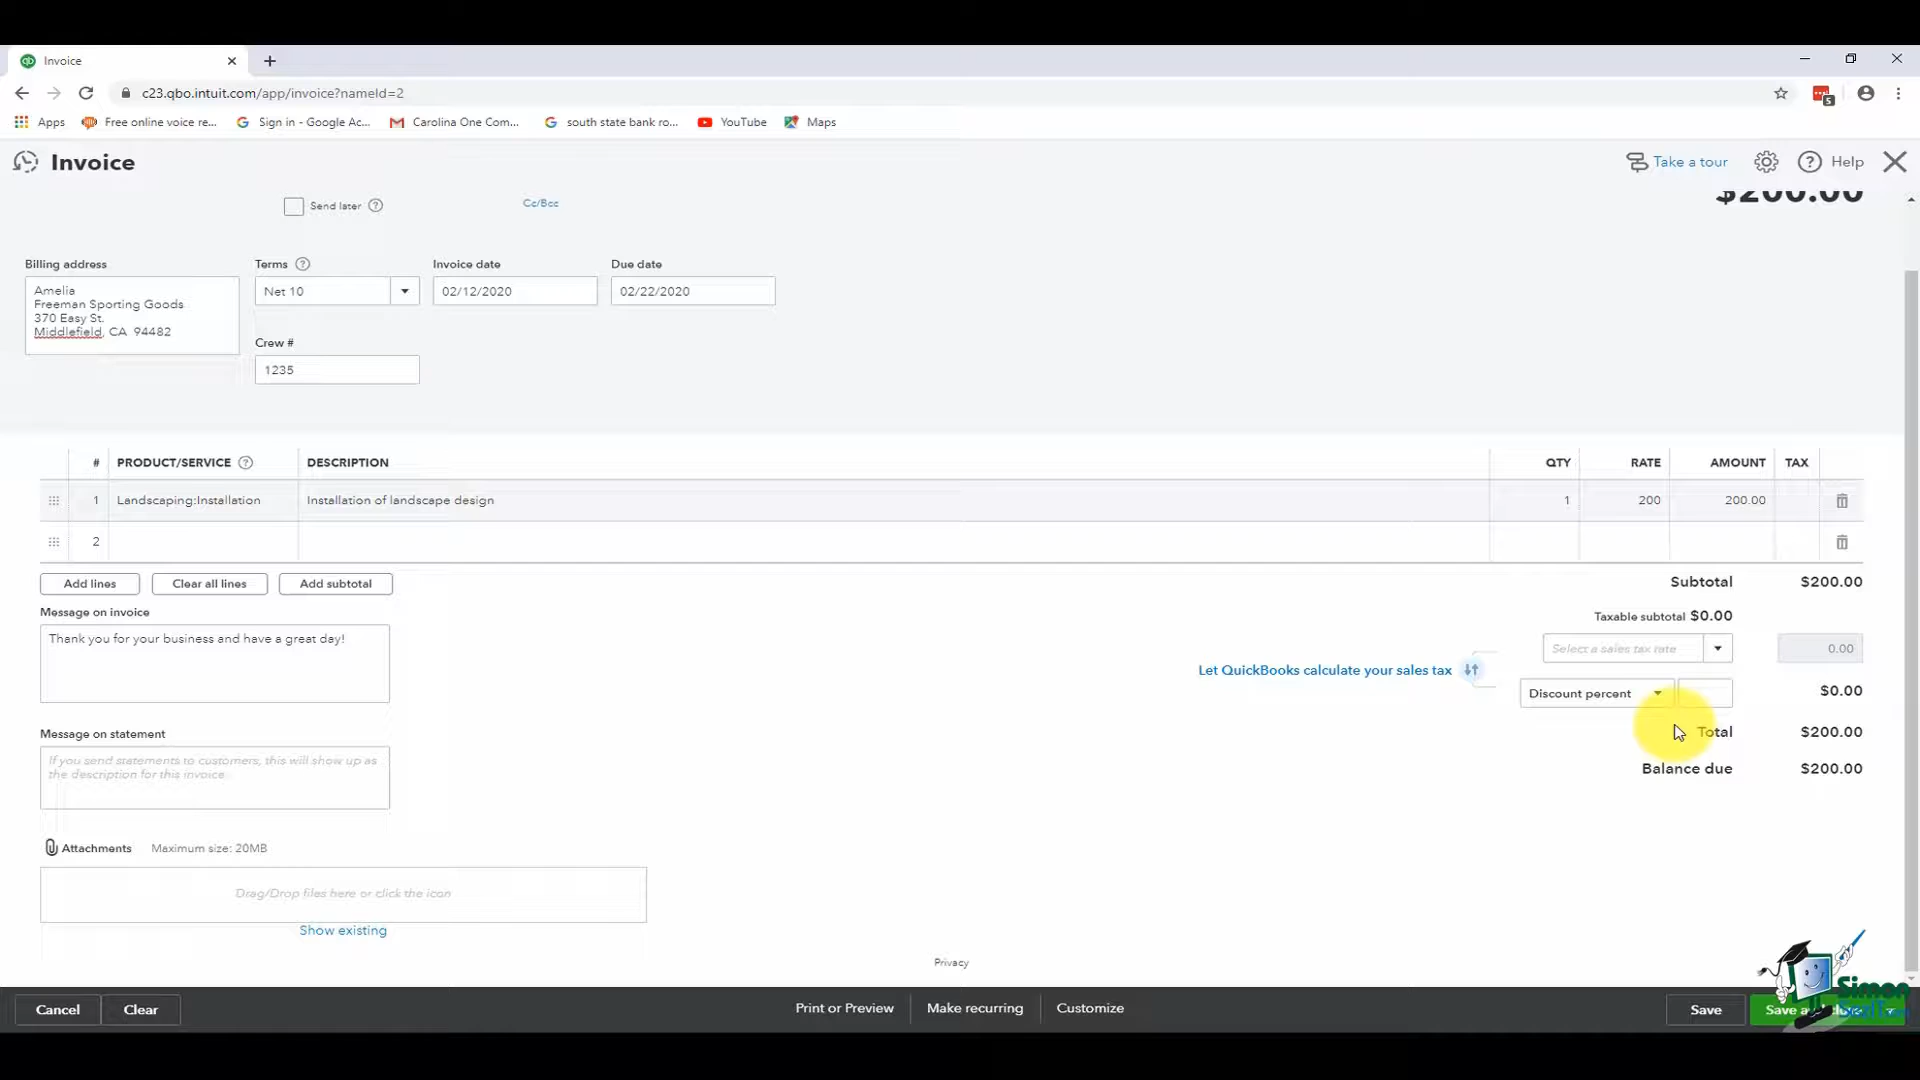 Invoice
c23.qbo.intuit.com/app/invoice?nameId=2
5
Apps
Free online voice re...
Sign in - Google Ac...
Carolina One Com...
south state bank ro...
YouTube
Maps
Invoice
Take a tour
Help
$200.00
Send later
Cc/Bcc
Billing address
Terms
Invoice date
Due date
Amelia
Freeman Sporting Goods
370 Easy St.
Middlefield, CA 94482
Net 10
02/12/2020
02/22/2020
Crew #
1235
# PRODUCT/SERVICE DESCRIPTION QTY RATE AMOUNT TAX
1 Landscaping:Installation Installation of landscape design 1 200 200.00
2
Add lines
Clear all lines
Add subtotal
Subtotal $200.00
Message on invoice
Taxable subtotal $0.00
Thank you for your business and have a great day!
Select a sales tax rate
0.00
Let QuickBooks calculate your sales tax
Discount percent
$0.00
Total $200.00
Message on statement
If you send statements to customers, this will show up as
the description for this invoice.
Balance due $200.00
Attachments Maximum size: 20MB
Drag/Drop files here or click the icon
Show existing
Privacy
Cancel
Clear
Print or Preview
Make recurring
Customize
Save
Save a
Simon